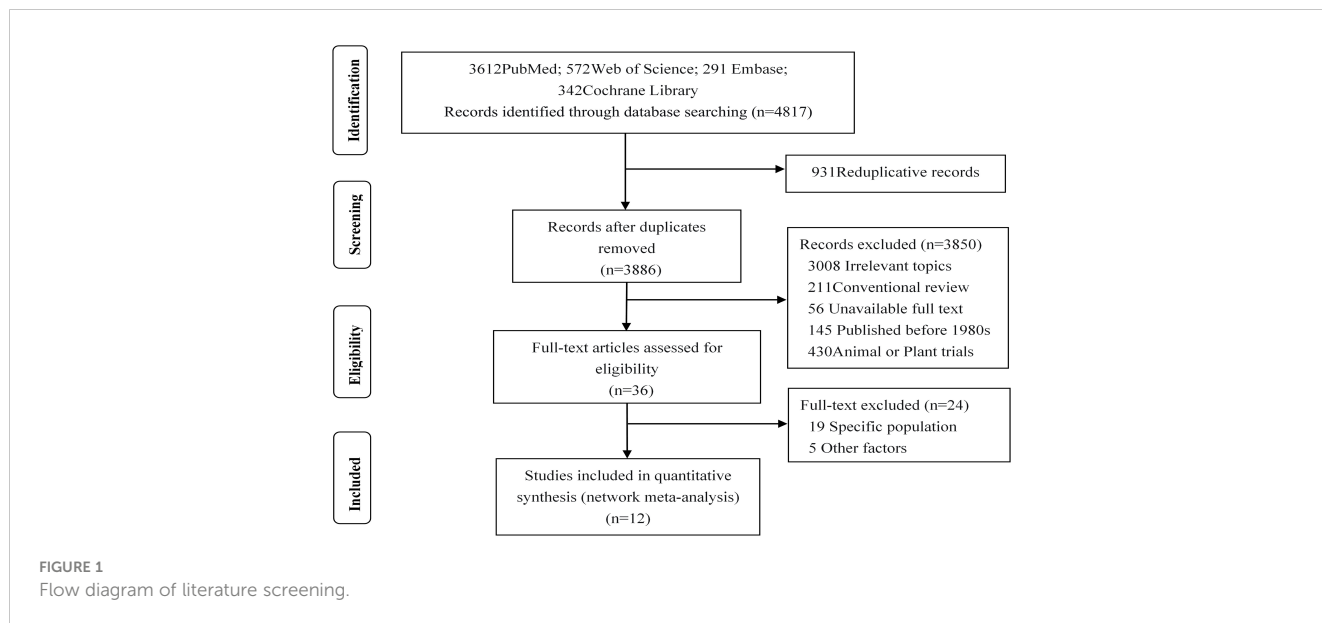 Identification
3612PubMed; 572Web of Science; 291 Embase;
342Cochrane Library
Records identified through database searching (n=4817)
931Reduplicative records
Screening
Records after duplicates
removed
(n=3886)
Records excluded (n=3850)
3008 Irrelevant topics
211Conventional review
56 Unavailable full text
145 Published before 1980s
430Animal or Plant trials
Eligibility
Full-text articles assessed for
eligibility
(n=36)
Full-text excluded (n=24)
19 Specific population
5 Other factors
Included
Studies included in quantitative
synthesis (network meta-analysis)
(n=12)
FIGURE 1
Flow diagram of literature screening.